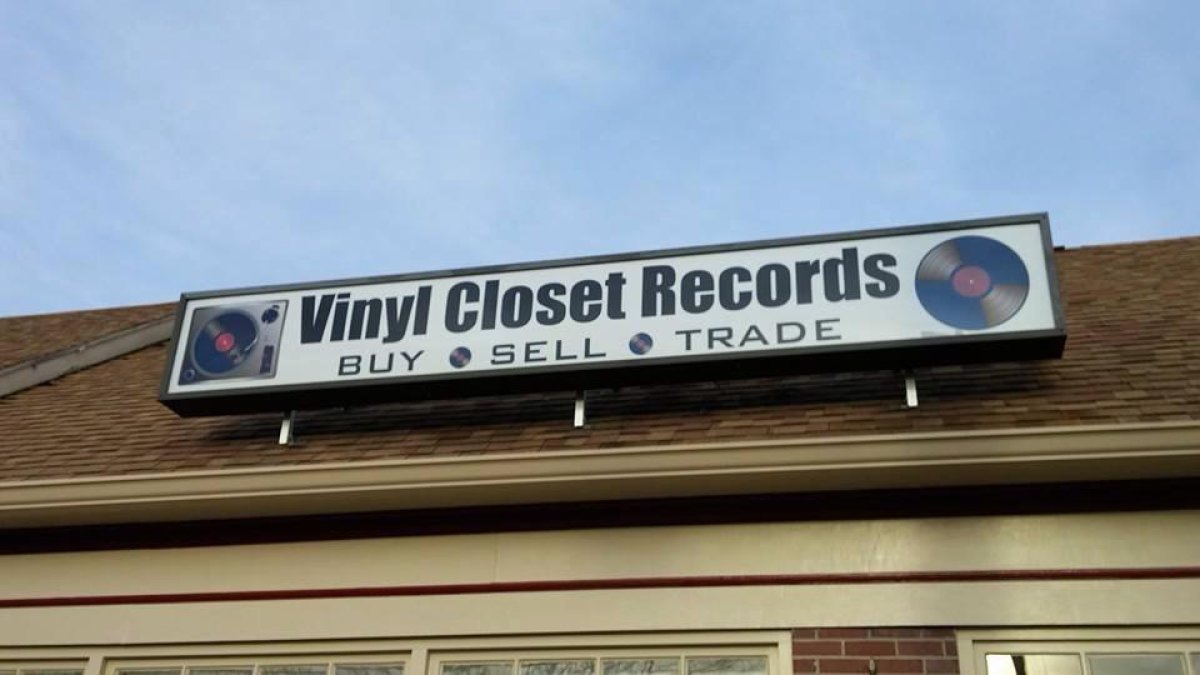 Vinyl Closet Records
BUY SELL TRADE